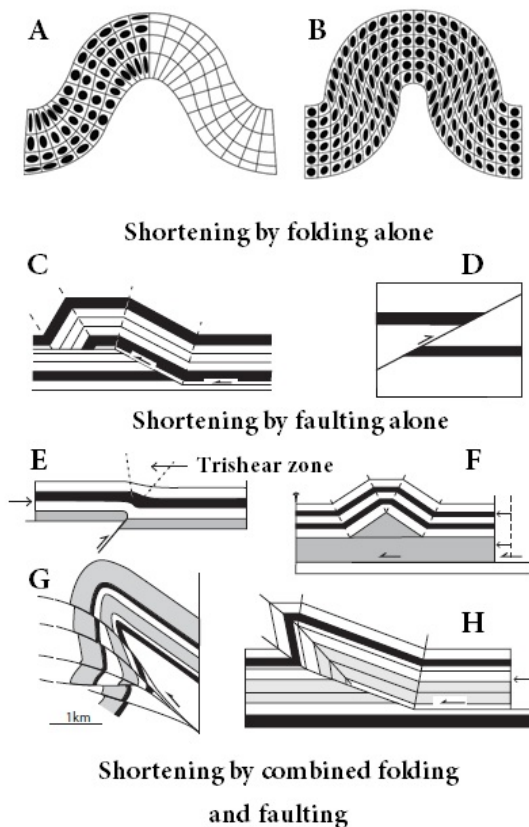 A
B
Shortening by folding alone
C
D
Shortening by faulting alone
E
Trishear zone
F
G
H
1km
Shortening by combined folding
and faulting